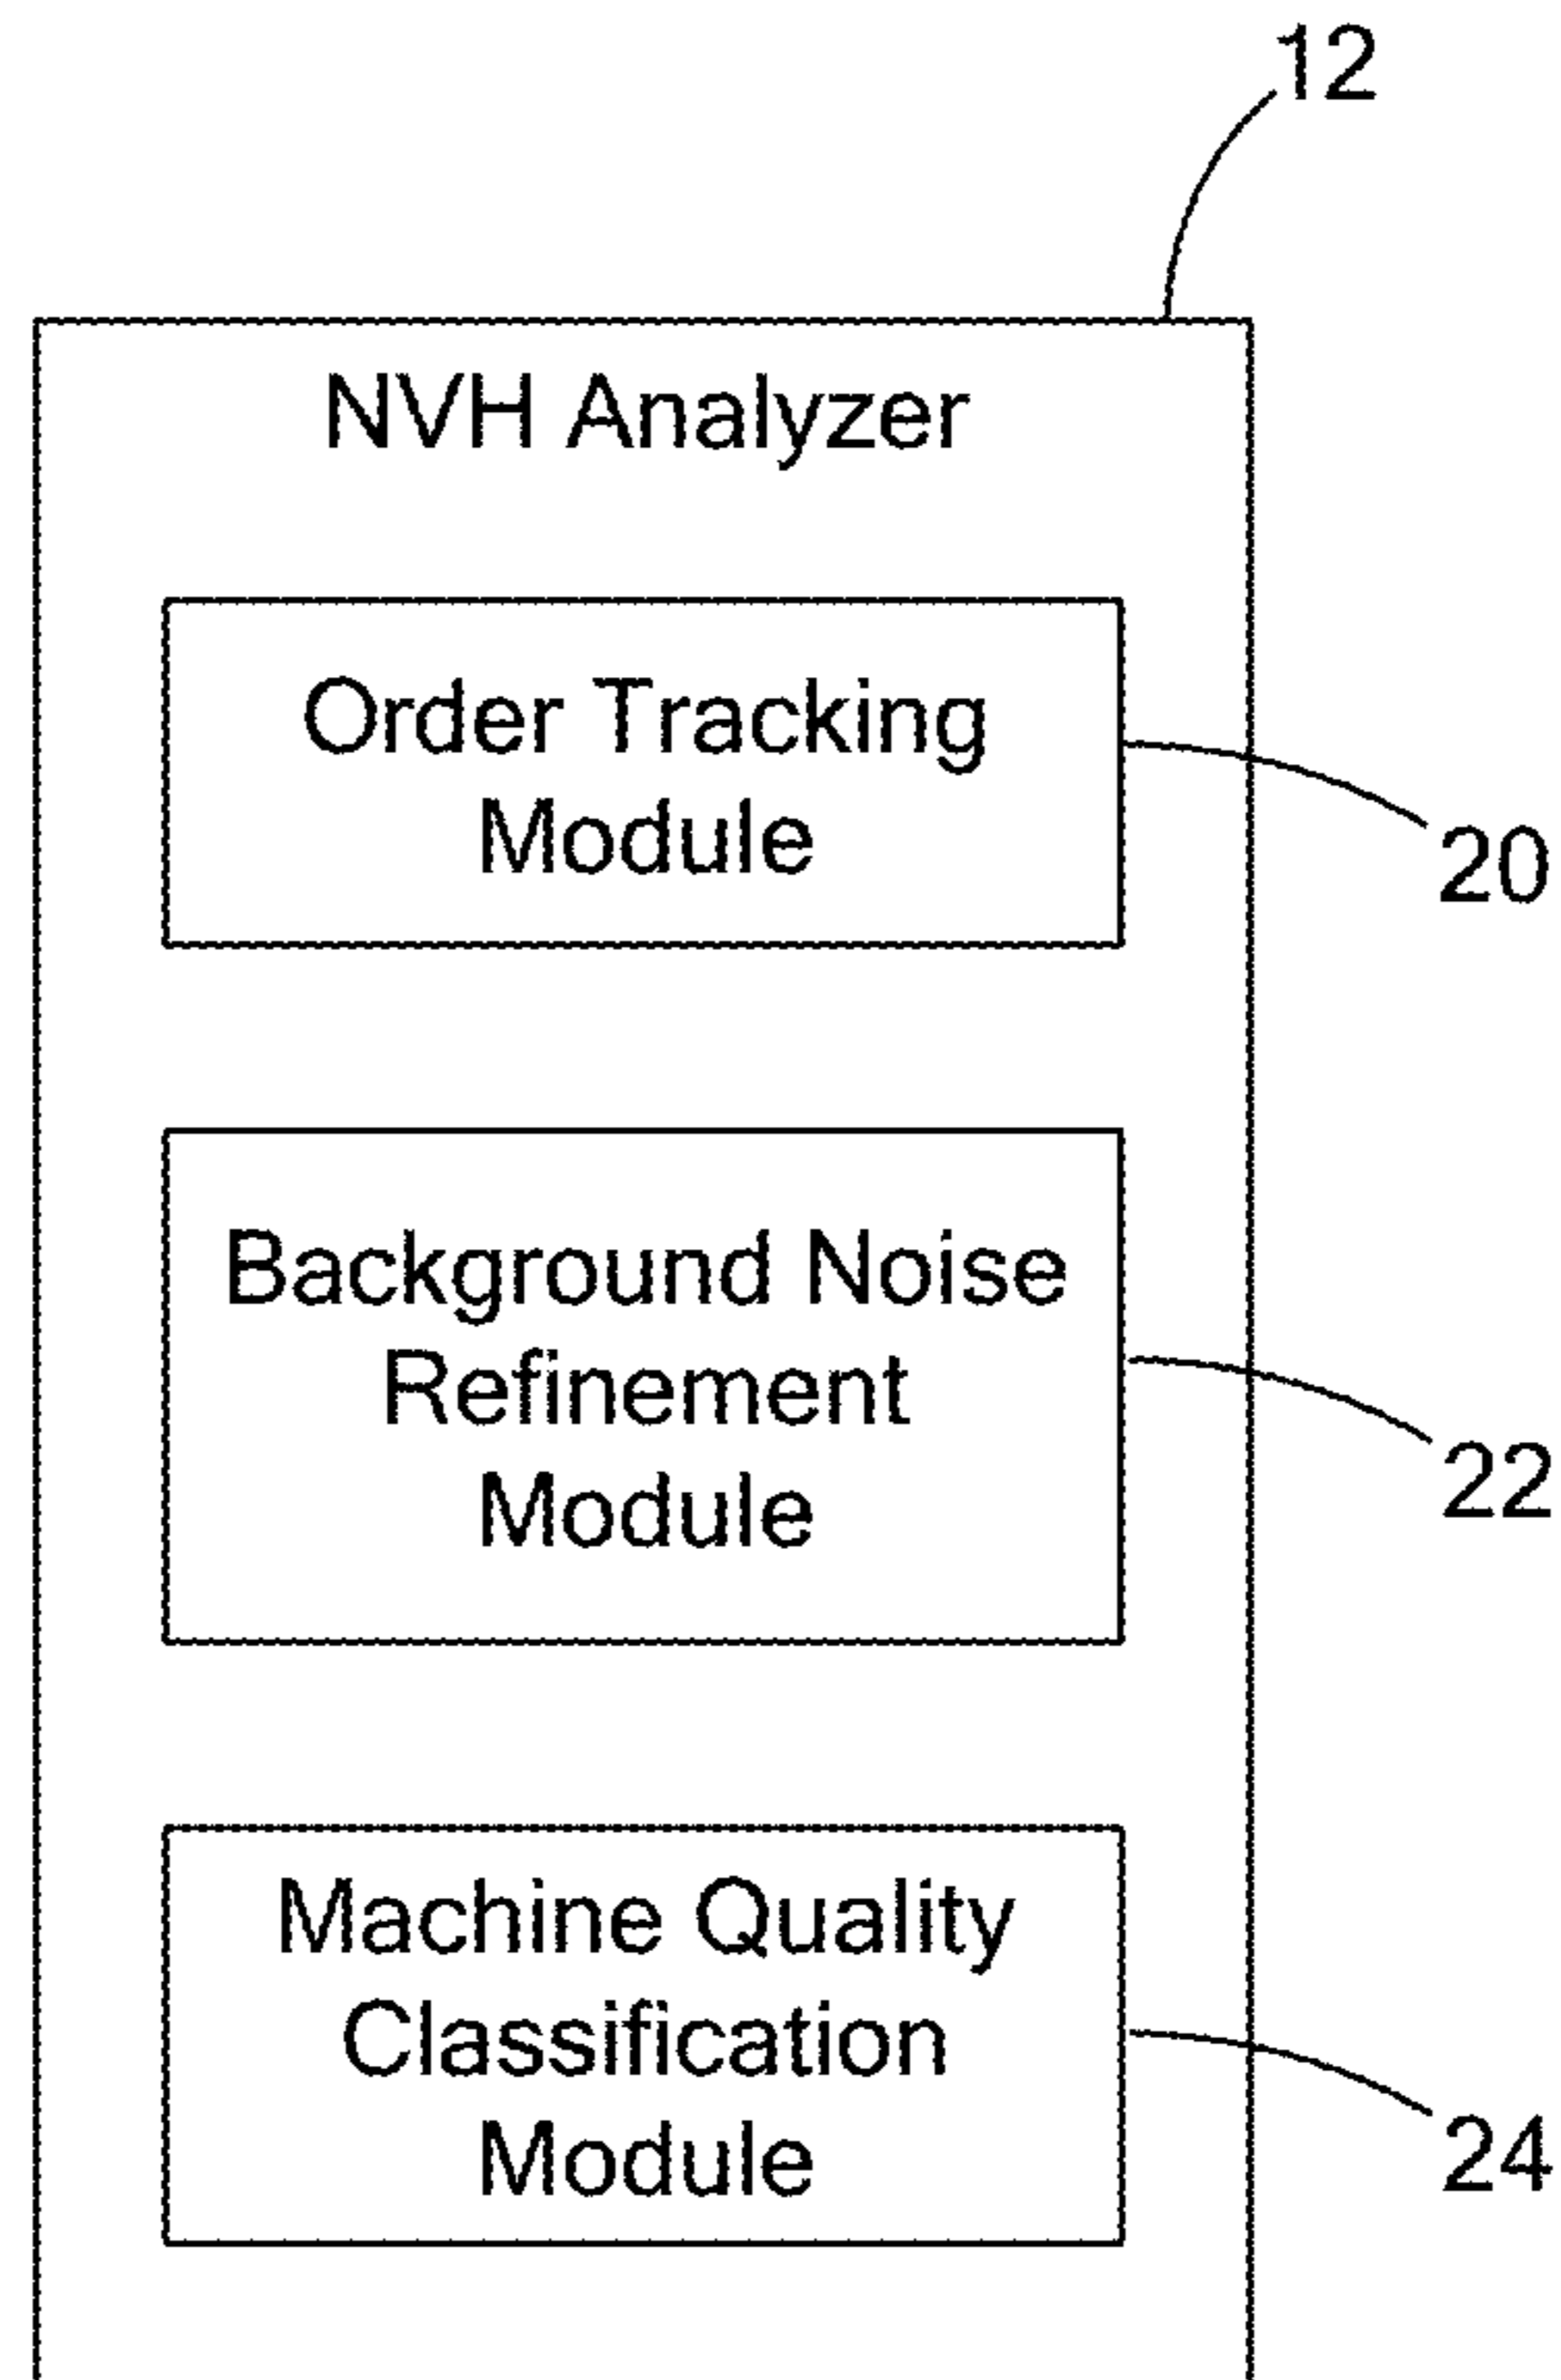 12
NVH Analyzer
Order Tracking
Module
20
Background Noise
Refinement
Module
22
Machine Quality
Classification
Module
24